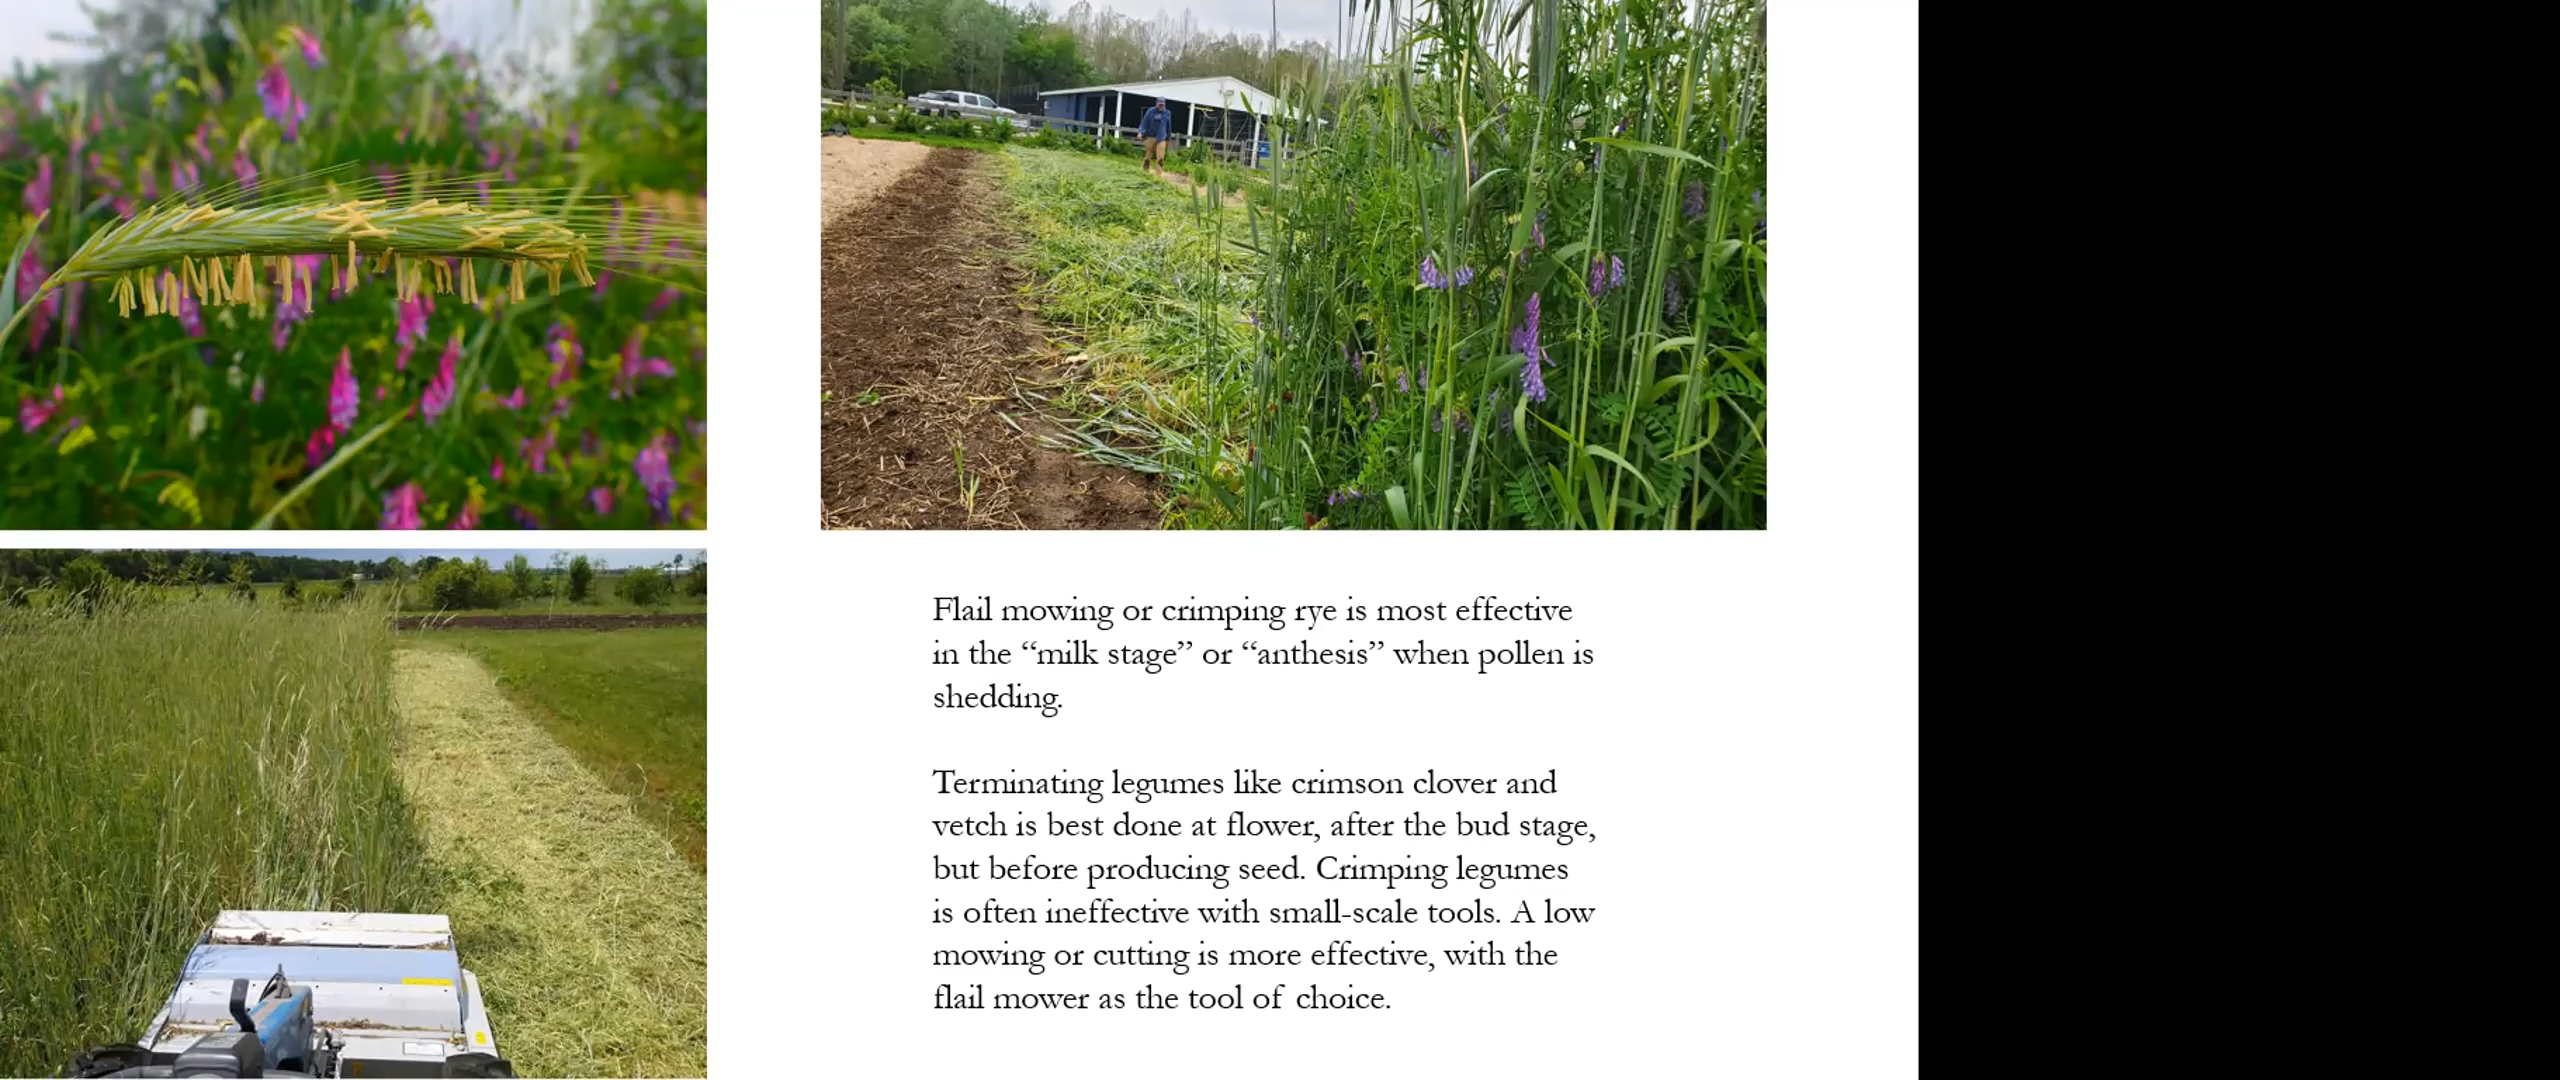 Flail mowing or crimping rye is most effective
in the “milk stage” or “anthesis” when pollen is
shedding.
Terminating legumes like crimson clover and
vetch is best done at flower, after the bud stage,
but before producing seed. Crimping legumes
is often ineffective with small-scale tools. A low
mowing or cutting is more effective, with the
flail mower as the tool of choice.